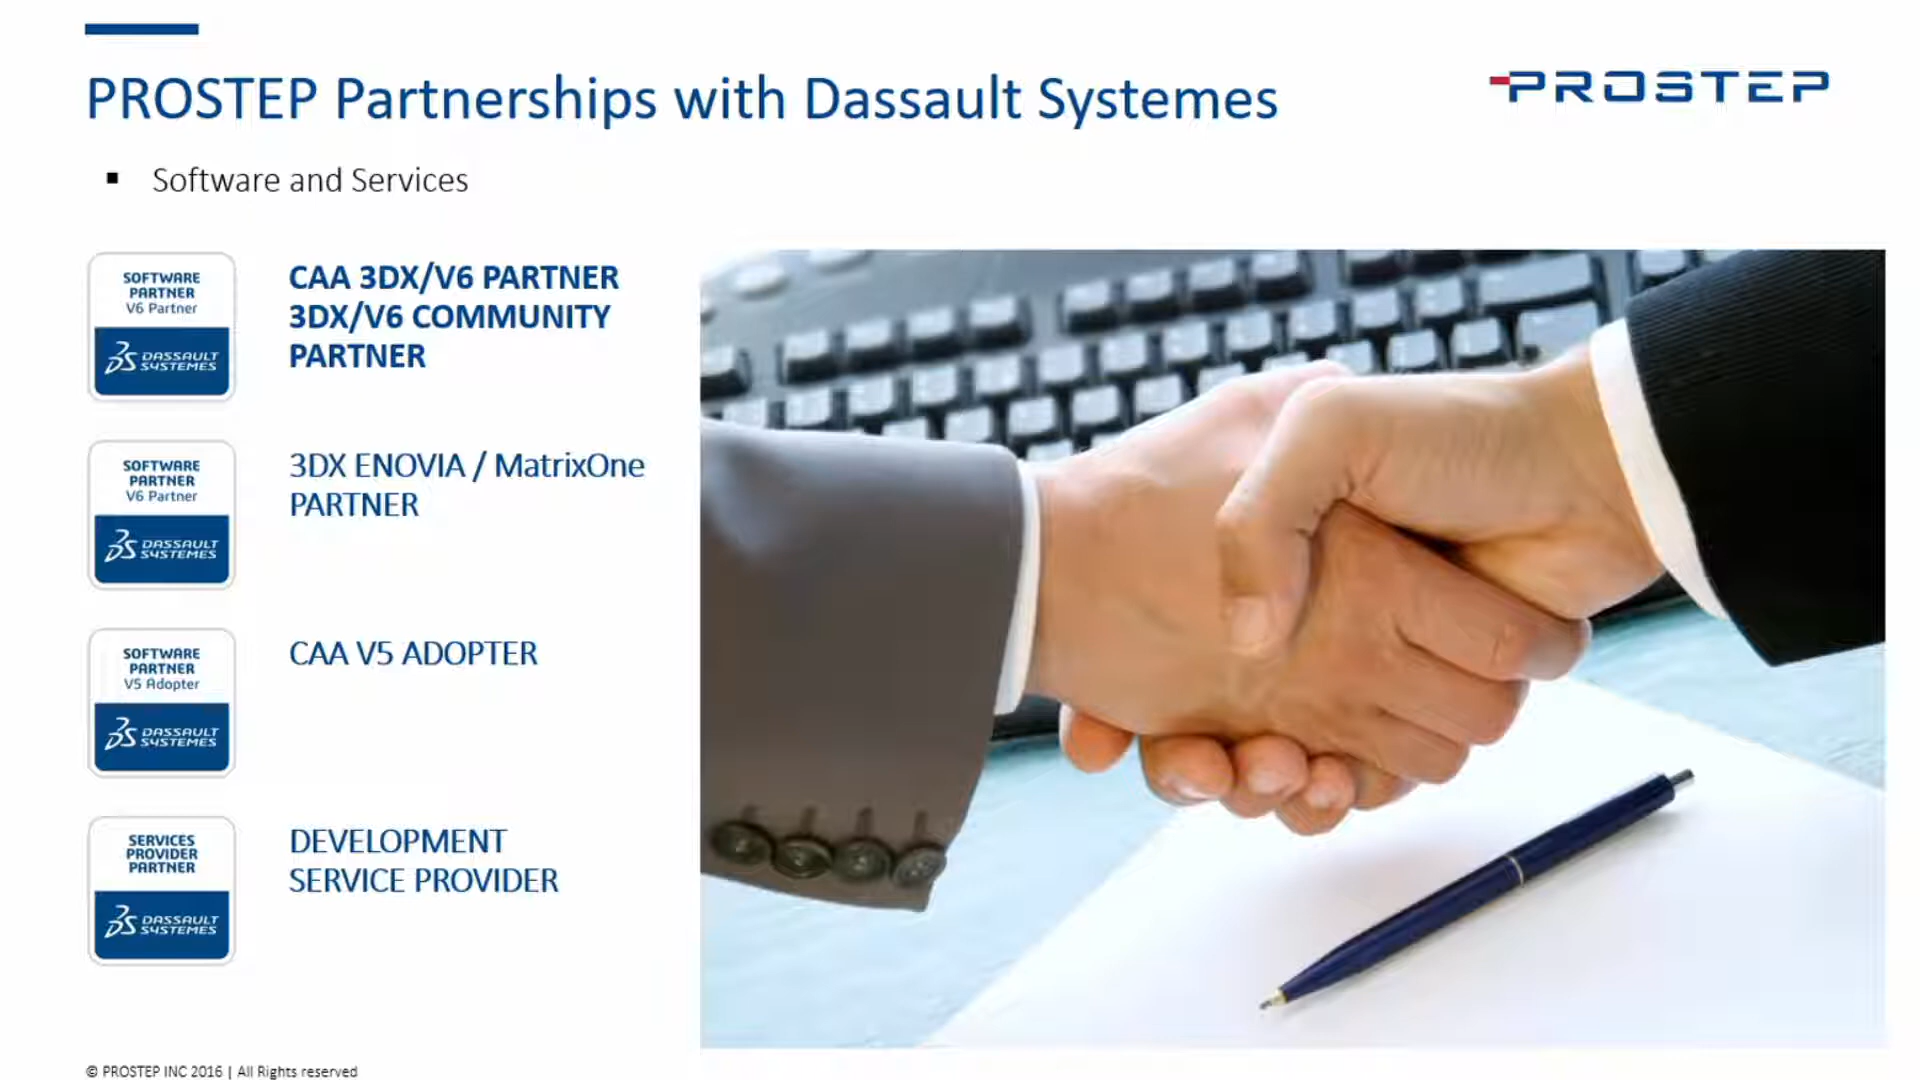 PROSTEP Partnerships with Dassault Systemes
PROSTEP
Software and Services
SOFTWARE
PARTNER
V6 Partner
DASSAULT
SYSTEMES
CAA 3DX/V6 PARTNER
3DX/V6 COMMUNITY
PARTNER
SOFTWARE
PARTNER
V6 Partner
DASSAULT
SYSTEMES
3DX ENOVIA / MatrixOne
PARTNER
SOFTWARE
PARTNER
V5 Adopter
DASSAULT
SYSTEMES
CAA V5 ADOPTER
SERVICES
PROVIDER
PARTNER
DASSAULT
SYSTEMES
DEVELOPMENT
SERVICE PROVIDER
© PROSTEP INC 2016 | All Rights reserved